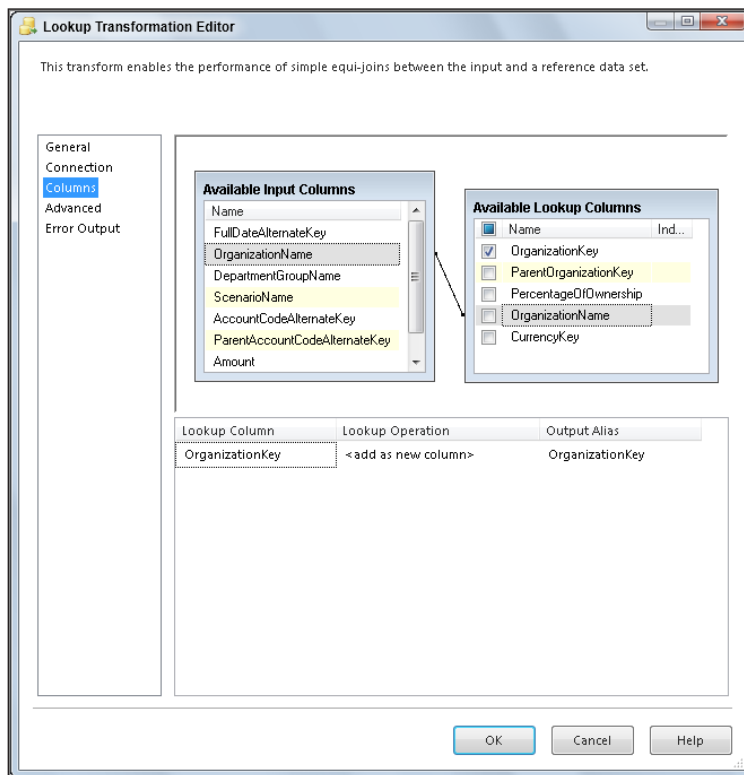 Lookup Transformation Editor
This transform enables the performance of simple equi-joins between the input and a reference data set.
General
Connection
Columns
Advanced
Error Output
Available Input Columns
Name
FullDateAlternateKey
OrganizationName
DepartmentGroupName
ScenarioName
AccountCodeAlternateKey
ParentAccountCodeAlternateKey
Amount
Available Lookup Columns
Name Ind...
OrganizationKey
ParentOrganizationKey
PercentageOfOwnership
OrganizationName
CurrencyKey
Lookup Column Lookup Operation Output Alias
OrganizationKey <add as new column> OrganizationKey
OK Cancel Help